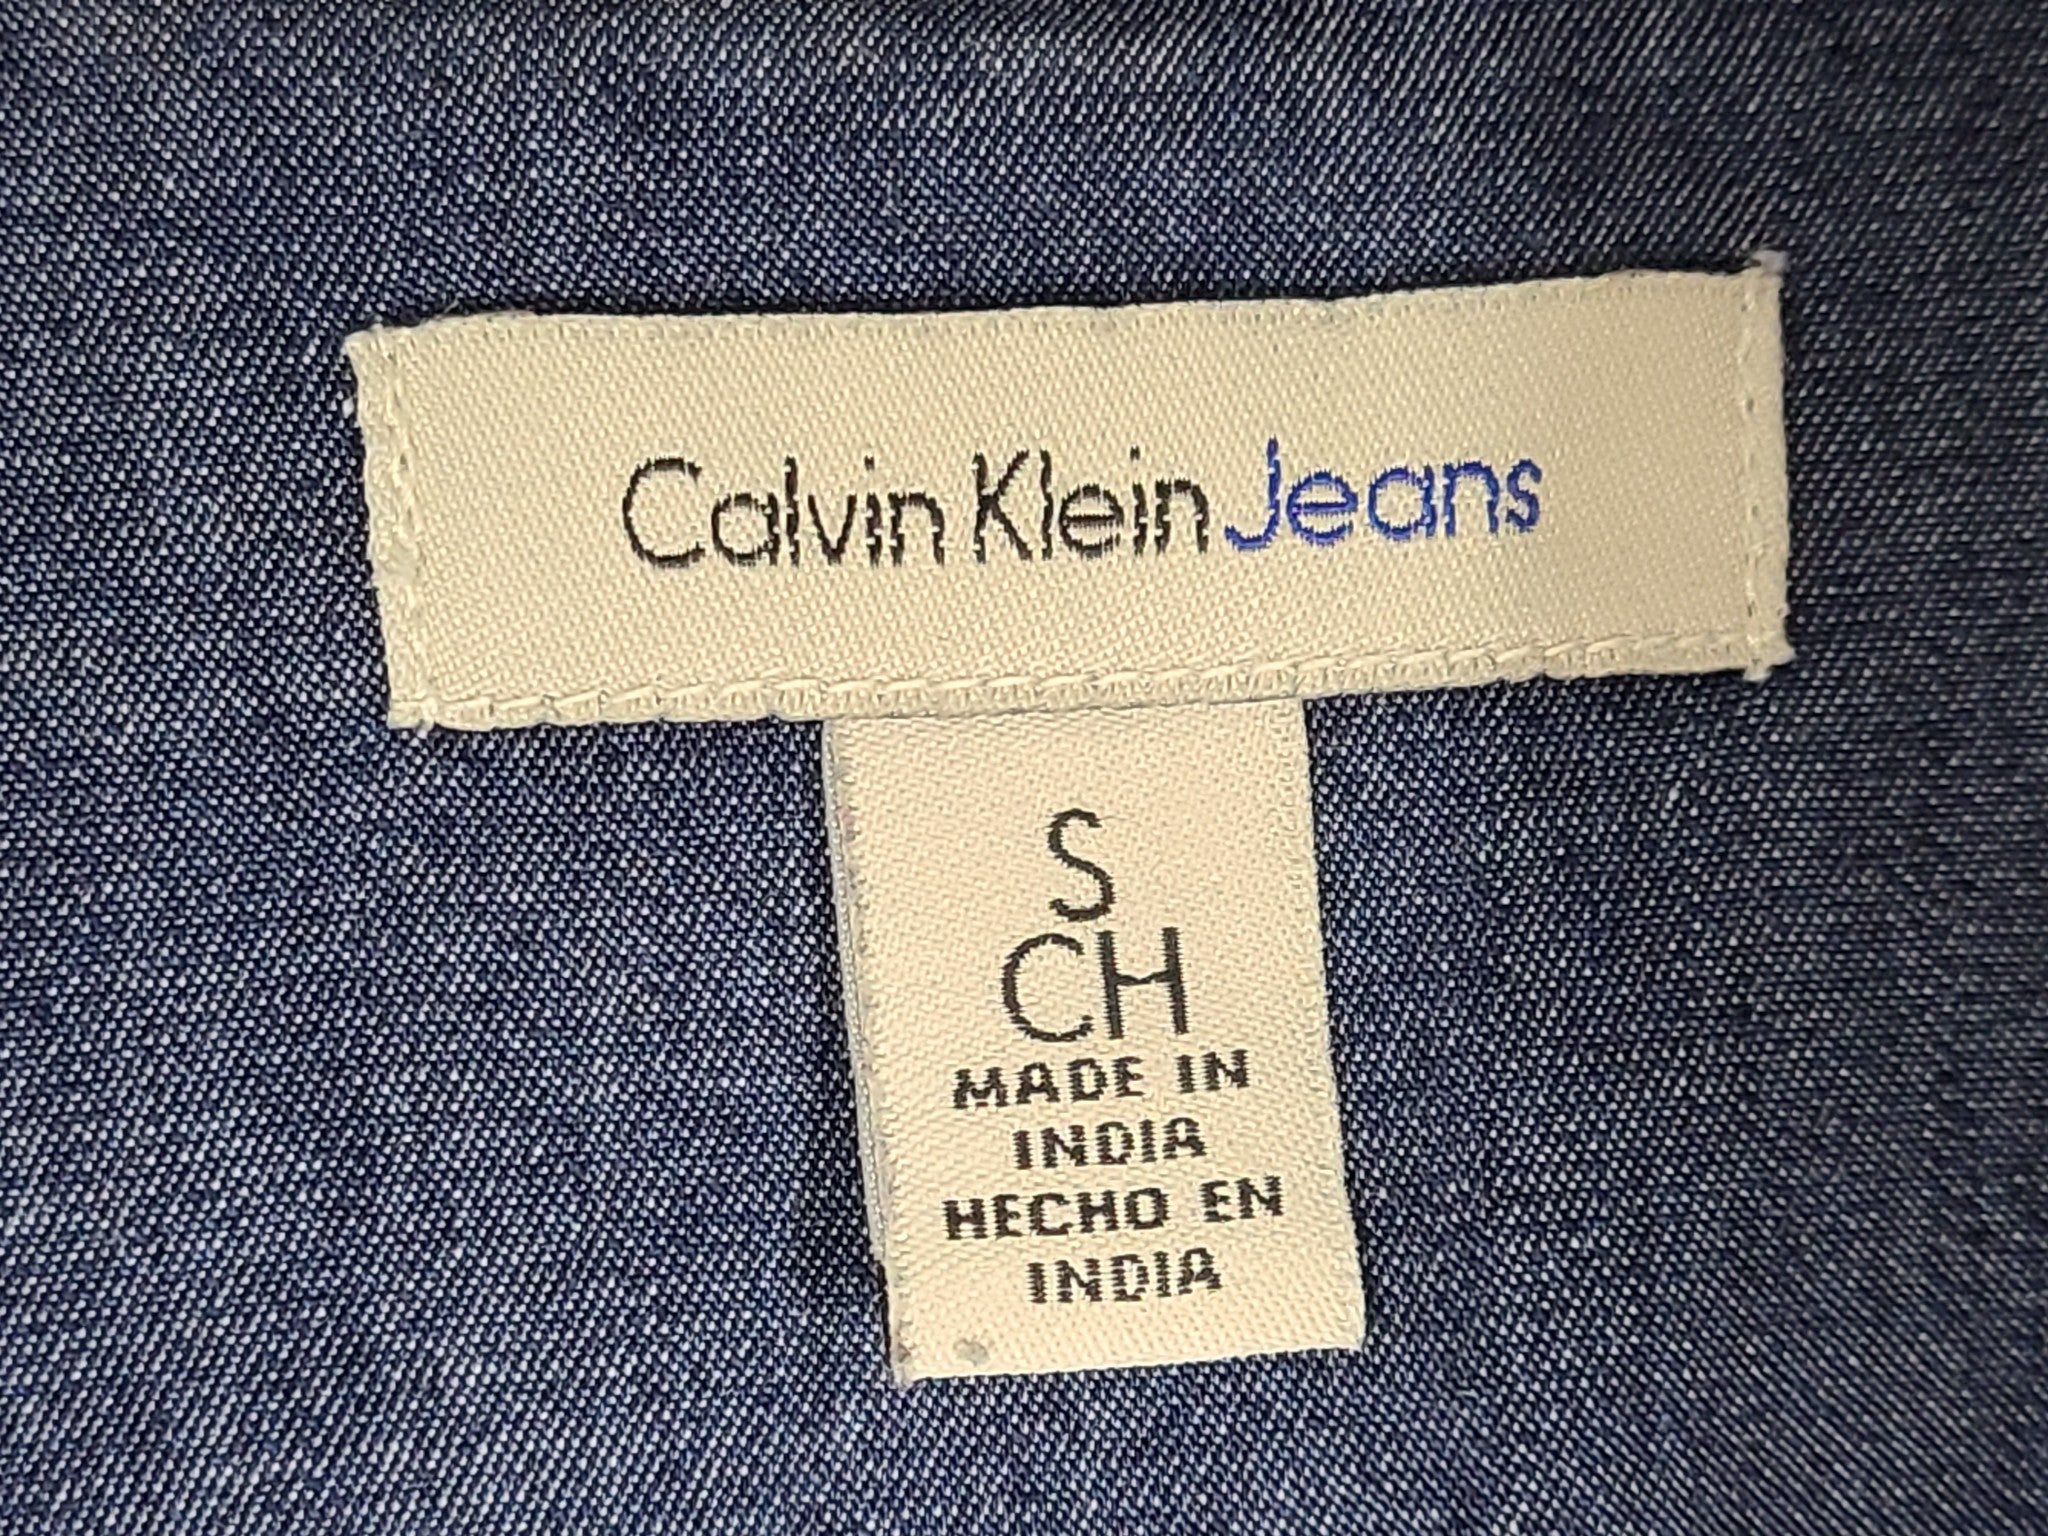 Calvin Klein Jeans
S
CH
MADE IN
INDIA
HECHO EN
INDIA